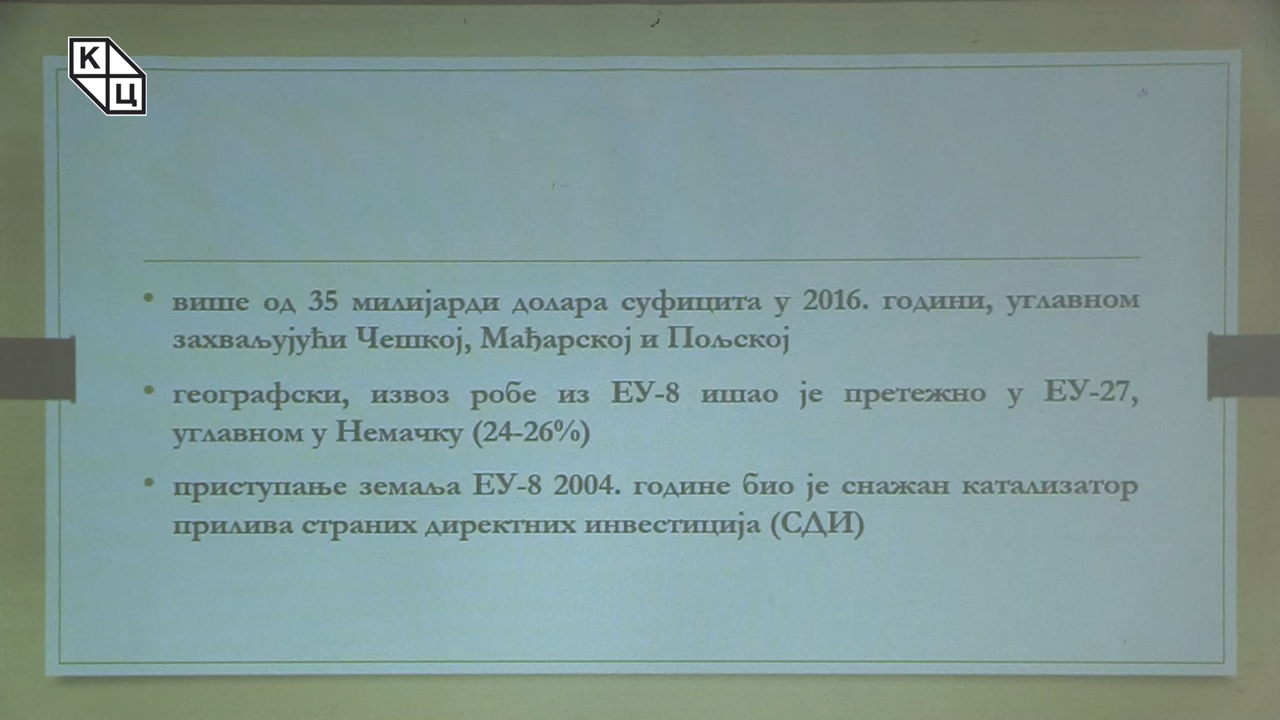 К
Ц
• више од 35 милијарди долара суфицита у 2016. години, углавном
захваљујући Чешкој, Мађарској и Пољској
• географски, извоз робе из ЕУ-8 ишао је претежно у ЕУ-27,
углавном у Немачку (24-26%)
• приступање земаља ЕУ-8 2004. године био је снажан катализатор
прилива страних директних инвестиција (СДИ)